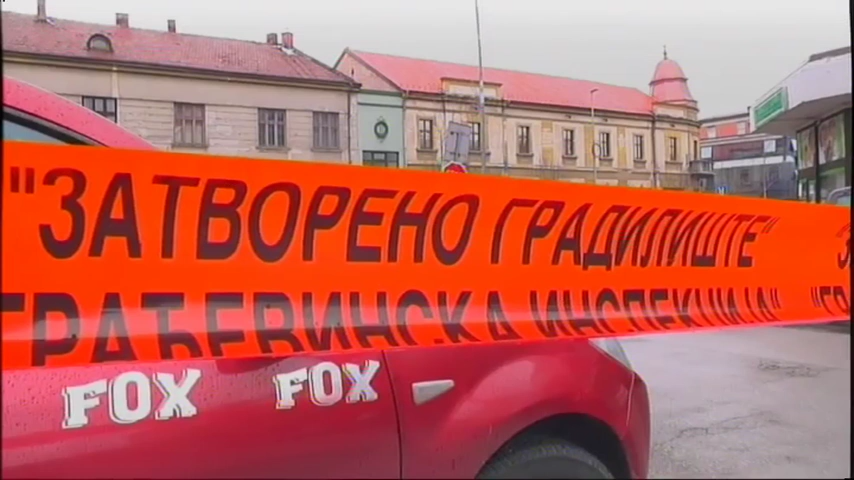 "ЗАТВОРЕНО ГРАДИЛИШТЕ"
ГРАЂЕВИНСКА ИНСПЕКЦИЈА"
FOX FOX